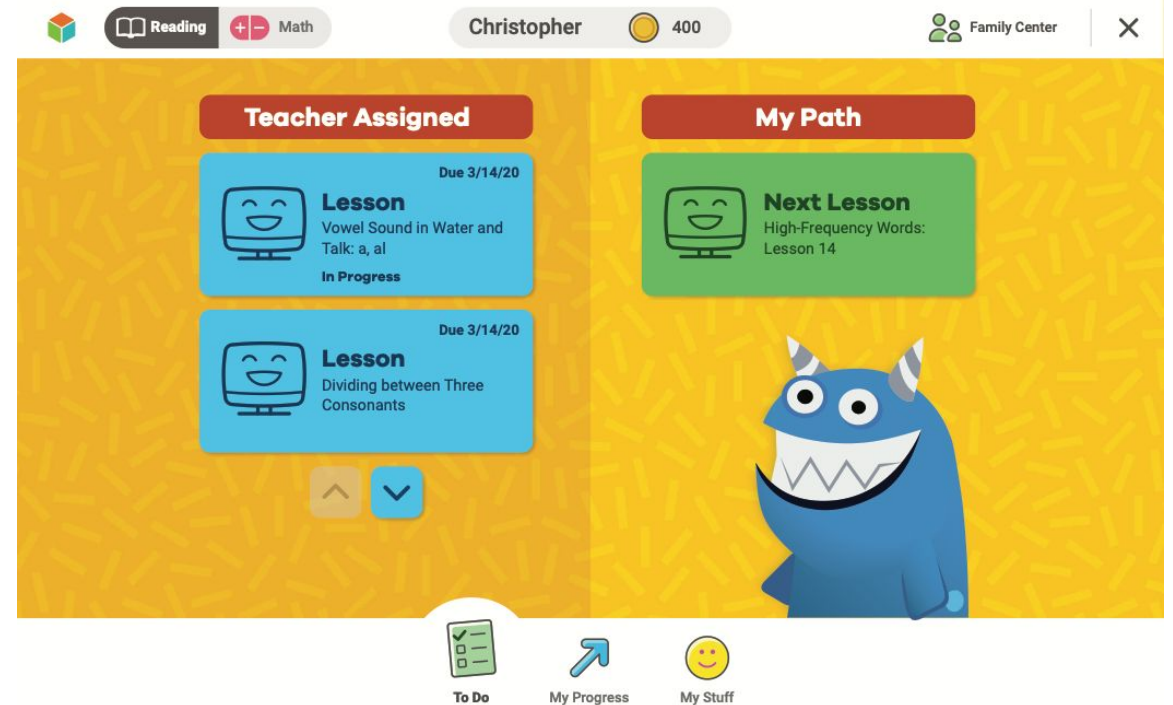 Reading
Math
Christopher
400
Family Center
Teacher Assigned
Due 3/14/20
Lesson
Vowel Sound in Water and
Talk: a, al
In Progress
Due 3/14/20
Lesson
Dividing between Three
Consonants
My Path
Next Lesson
High-Frequency Words:
Lesson 14
To Do
My Progress
My Stuff